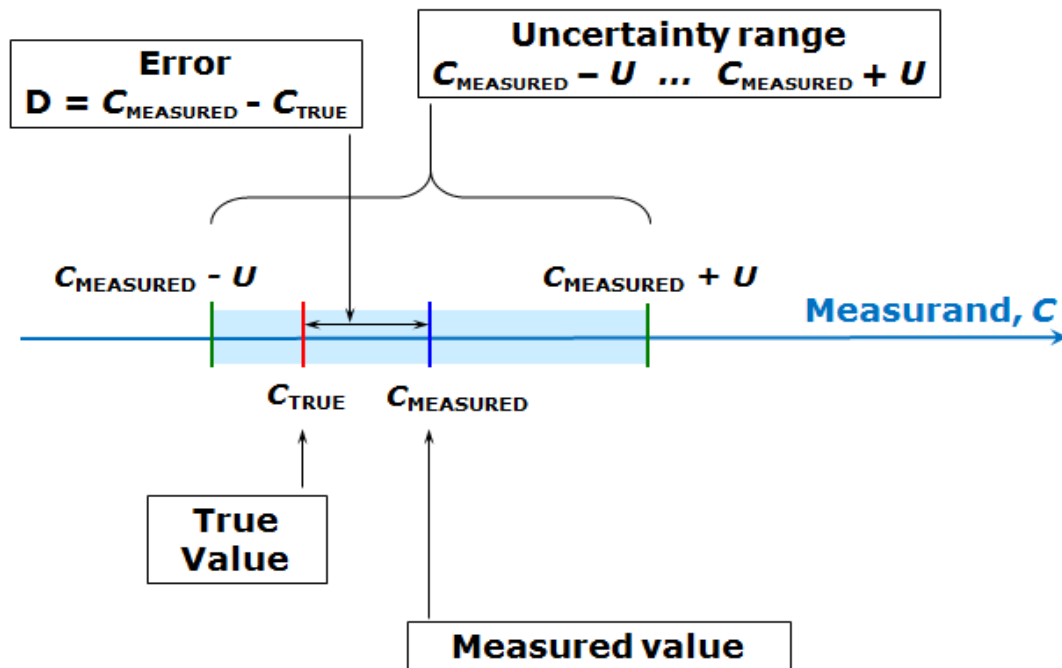 Error
D = CMEASURED - CTRUE
Uncertainty range
CMEASURED – U ... CMEASURED + U
CMEASURED - U
CMEASURED + U
Measurand, C
CTRUE
CMEASURED
True
Value
Measured value